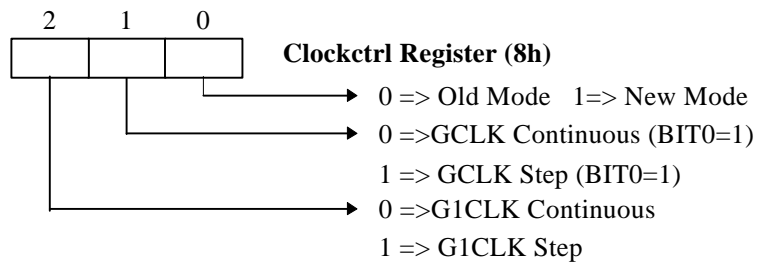 2 1 0
Clockctrl Register (8h)
0 => Old Mode 1=> New Mode
0 =>GCLK Continuous (BIT0=1)
1 => GCLK Step (BIT0=1)
0 =>G1CLK Continuous
1 => G1CLK Step